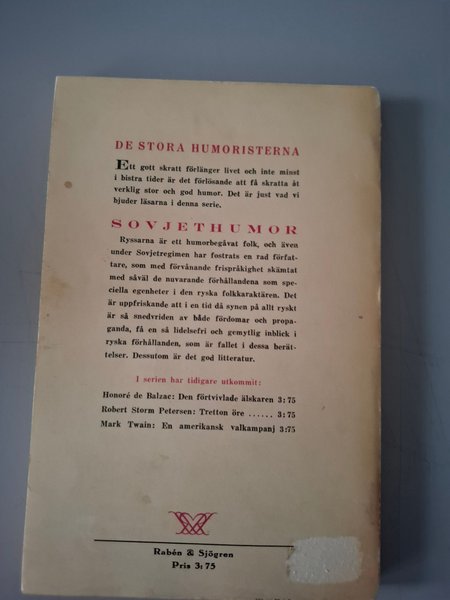 DE STORA HUMORISTERNA
Ett gott skratt förlänger livet och inte minst
i bistra tider är det förlösande att få skratta åt
verklig stor och god humor. Det är just vad vi
bjuder läsarna i denna serie.
SOVJETHUMOR
Ryssarna är ett humorbegåvat folk, och även
under Sovjetregimen har fostrats en rad förfat-
tare, som med förvånande frispråkighet skämtat
med såväl de nuvarande förhållandena som spe-
ciella egenheter i den ryska folkkaraktären. Det
är uppfriskande att i en tid då synen på allt ryskt
är så snedvriden av både fördomar och propa-
ganda, få en så lidelsefri och gemytlig inblick i
ryska förhållanden, som är fallet i dessa berät-
telser. Dessutom är det god litteratur.
I serien har tidigare utkommit:
Honoré de Balzac: Den förtvivlade älskaren 3:75
Robert Storm Petersen: Tretton öre ...... 3:75
Mark Twain: En amerikansk valkampanj 3:75
Rabén & Sjögren
Pris 3:75